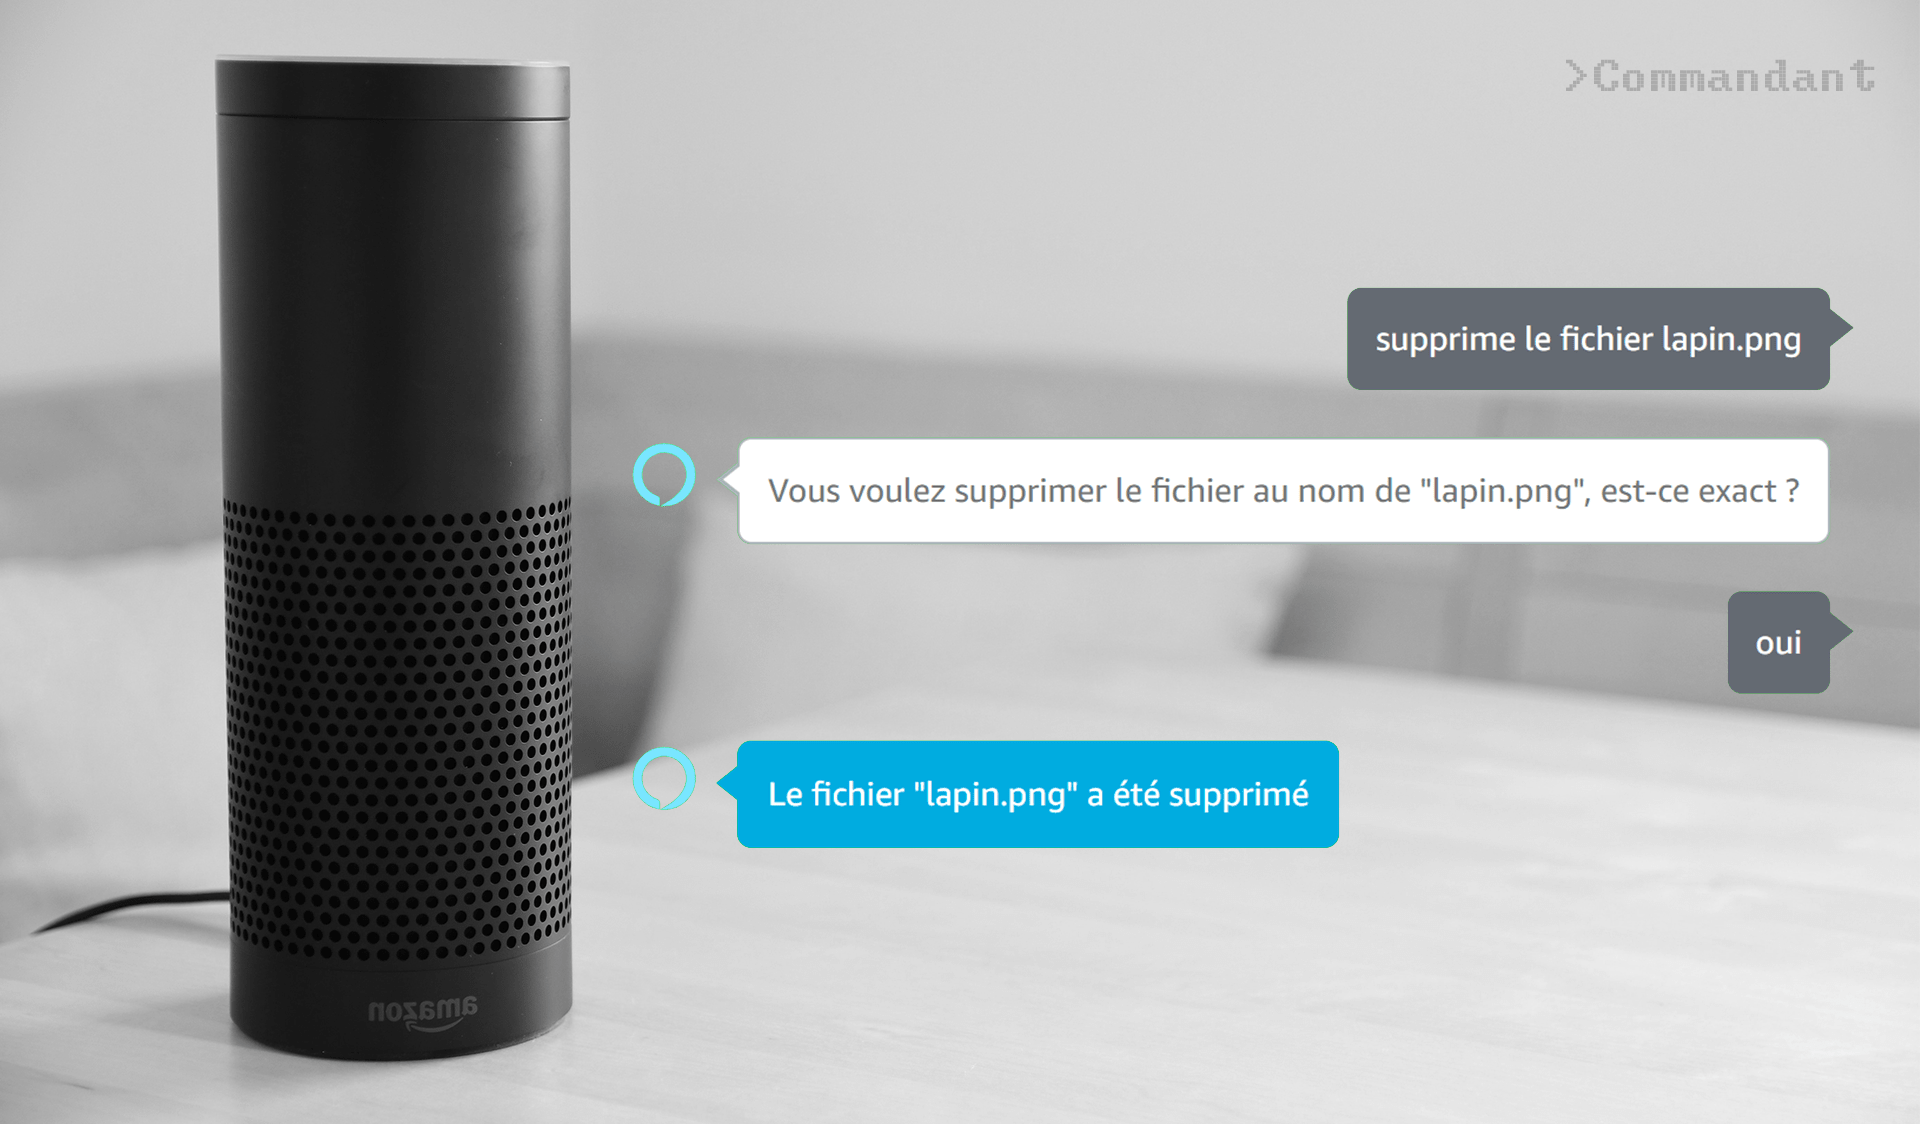 >Commandant
supprime le fichier lapin.png
Vous voulez supprimer le fichier au nom de "lapin.png", est-ce exact ?
oui
Le fichier "lapin.png" a été supprimé
amazon